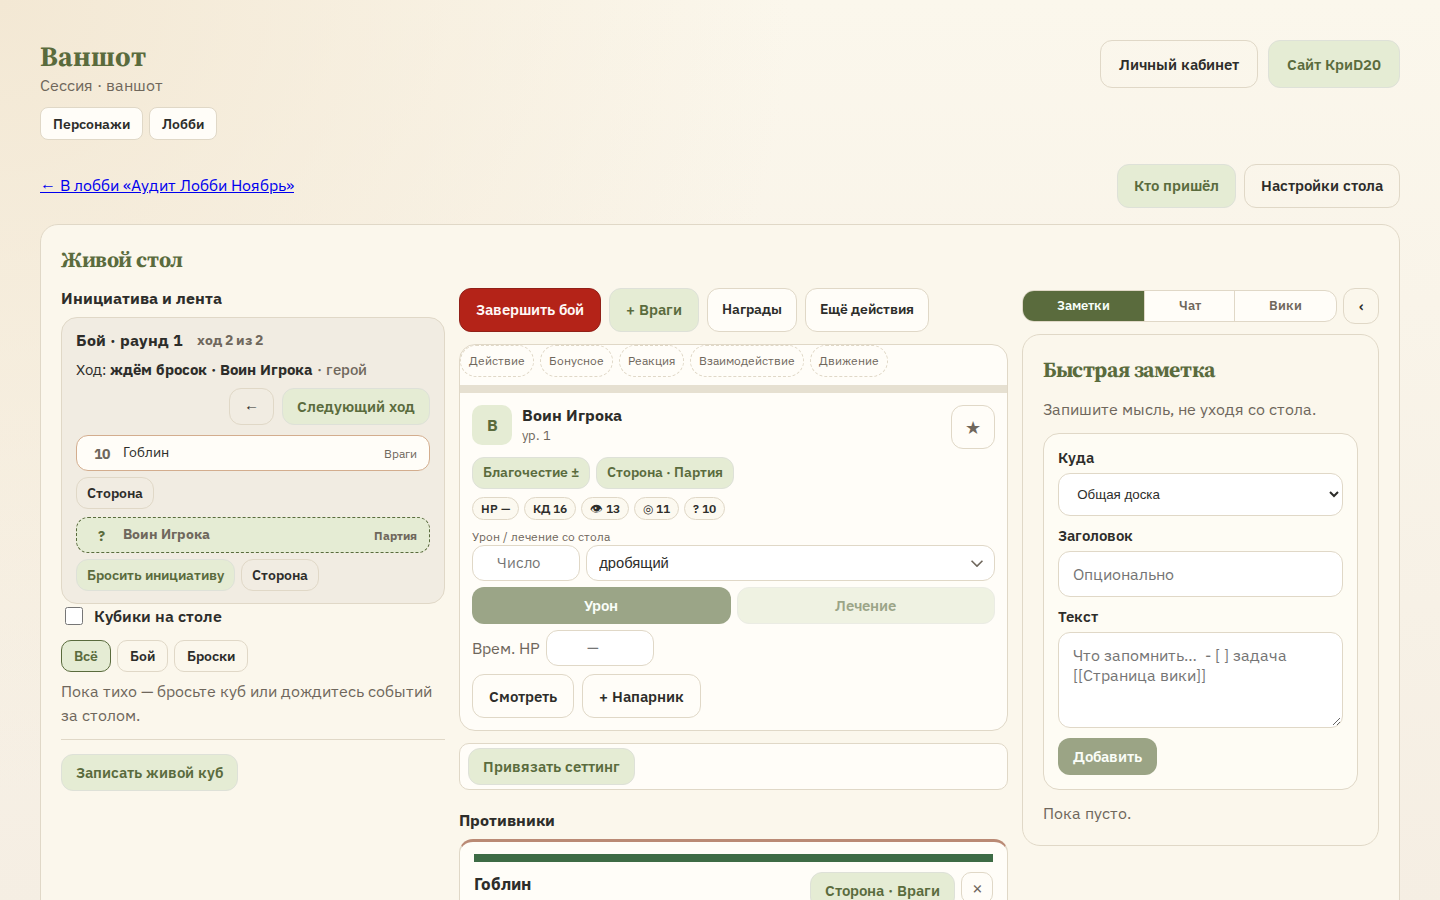 Ваншот
Сессия · ваншот
Персонажи Лобби
Личный кабинет Сайт КриD20
← В лобби «Аудит Лобби Ноябрь»
Кто пришёл Настройки стола
Живой стол
Инициатива и лента
Бой · раунд 1 ход 2 из 2
Ход: ждём бросок · Воин Игрока · герой
← Следующий ход
10 Гоблин Враги
Сторона
? Воин Игрока Партия
Бросить инициативу Сторона
Кубики на столе
Всё Бой Броски
Пока тихо — бросьте куб или дождитесь событий
за столом.
Записать живой куб
Завершить бой + Враги Награды Ещё действия
Действие Бонусное Реакция Взаимодействие Движение
В Воин Игрока ★
ур. 1
Благочестие ± Сторона · Партия
HP — КД 16 👁 13 ◎ 11 ? 10
Урон / лечение со стола
Число дробящий
Урон Лечение
Врем. HP —
Смотреть + Напарник
Привязать сеттинг
Противники
Гоблин Сторона · Враги ×
Заметки Чат Вики ‹
Быстрая заметка
Запишите мысль, не уходя со стола.
Куда
Общая доска
Заголовок
Опционально
Текст
Что запомнить… - [ ] задача
[[Страница вики]]
Добавить
Пока пусто.